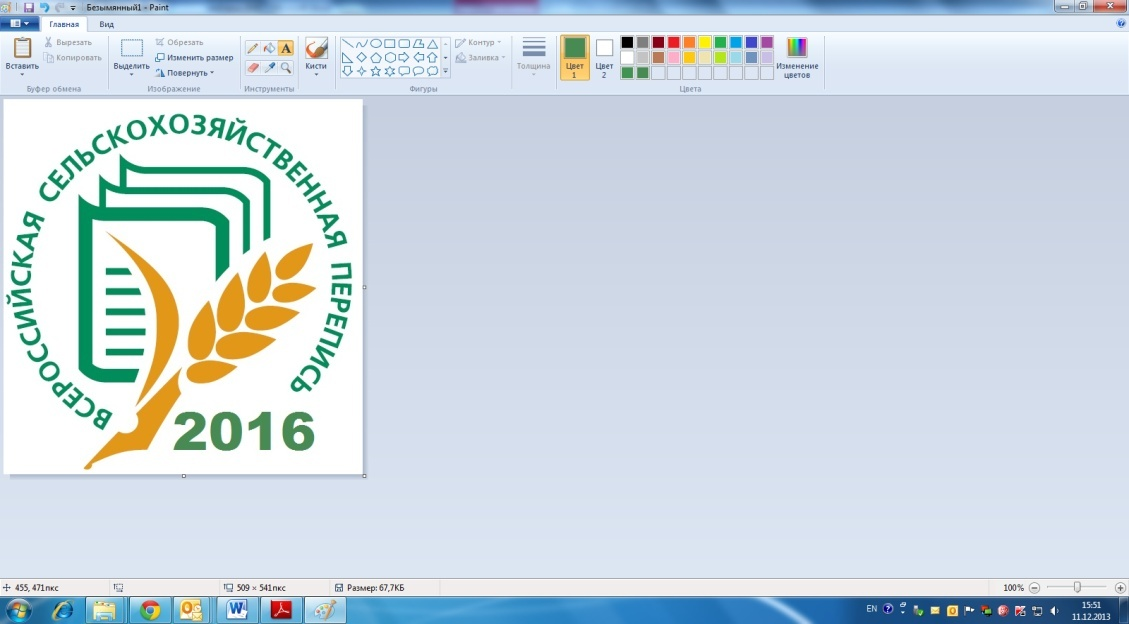 Безымянный1 - Paint
Главная Вид
Вставить
Вырезать
Копировать
Буфер обмена
Выделить
Обрезать
Изменить размер
Повернуть
Изображение
A
Инструменты
Кисти
Фигуры
Контур
Заливка
Толщина
Цвет 1
Цвет 2
Изменение цветов
Цвета
ВСЕРОССИЙСКАЯ СЕЛЬСКОХОЗЯЙСТВЕННАЯ ПЕРЕПИСЬ
2016
455, 471пкс
509 × 541пкс
Размер: 67,7КБ
100%
EN
15:51
11.12.2013